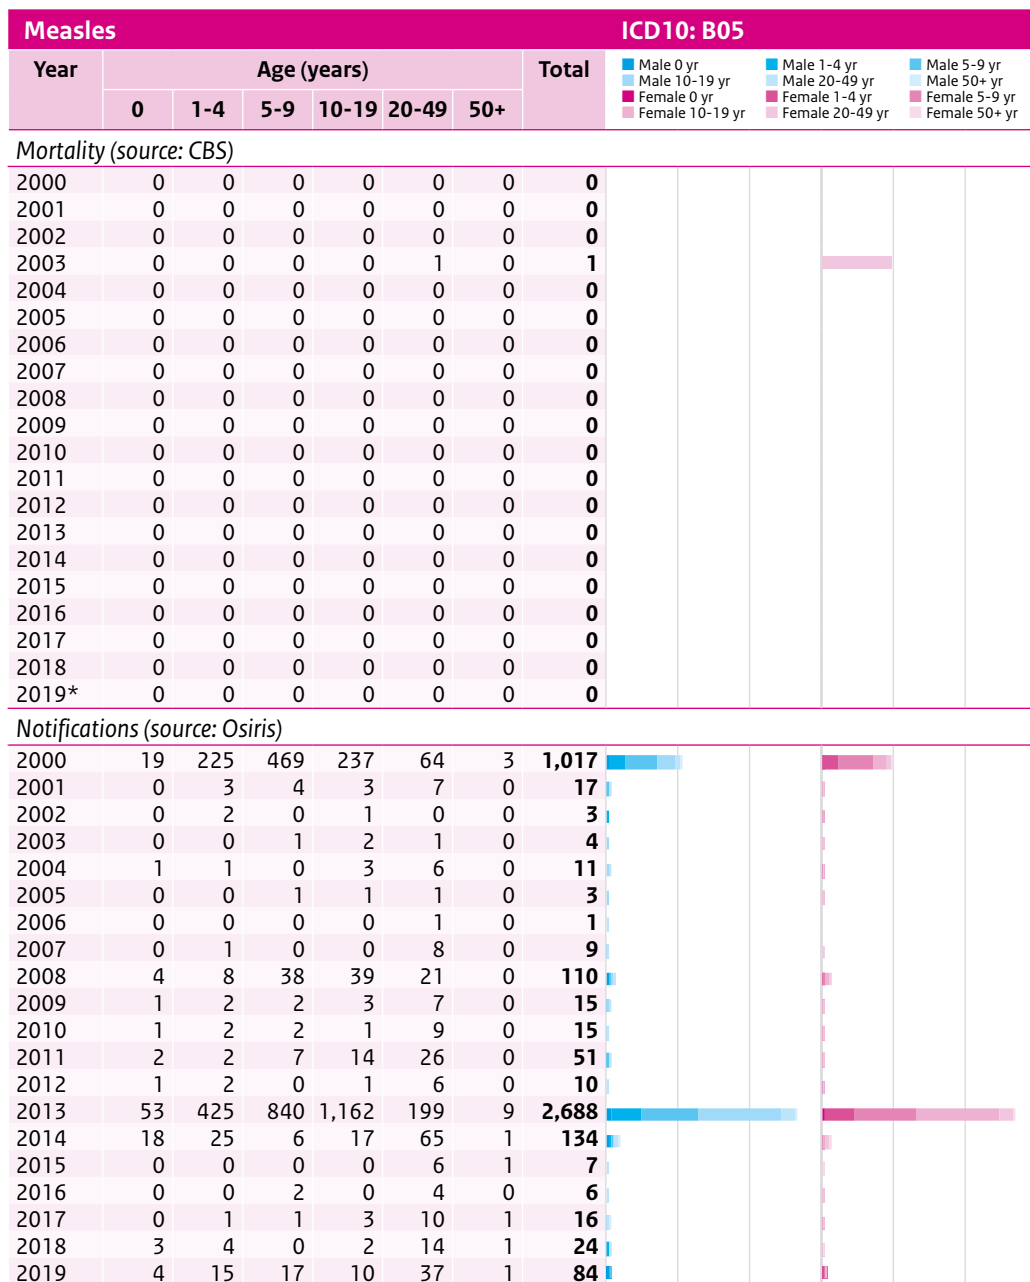 Measles ICD10: B05
Year Age (years) Total
Male 0 yr Male 1-4 yr Male 5-9 yr
Male 10-19 yr Male 20-49 yr Male 50+ yr
Female 0 yr Female 1-4 yr Female 5-9 yr
Female 10-19 yr Female 20-49 yr Female 50+ yr
0 1-4 5-9 10-19 20-49 50+
Mortality (source: CBS)
2000 0 0 0 0 0 0 0
2001 0 0 0 0 0 0 0
2002 0 0 0 0 0 0 0
2003 0 0 0 0 1 0 1
2004 0 0 0 0 0 0 0
2005 0 0 0 0 0 0 0
2006 0 0 0 0 0 0 0
2007 0 0 0 0 0 0 0
2008 0 0 0 0 0 0 0
2009 0 0 0 0 0 0 0
2010 0 0 0 0 0 0 0
2011 0 0 0 0 0 0 0
2012 0 0 0 0 0 0 0
2013 0 0 0 0 0 0 0
2014 0 0 0 0 0 0 0
2015 0 0 0 0 0 0 0
2016 0 0 0 0 0 0 0
2017 0 0 0 0 0 0 0
2018 0 0 0 0 0 0 0
2019* 0 0 0 0 0 0 0
Notifications (source: Osiris)
2000 19 225 469 237 64 3 1,017
2001 0 3 4 3 7 0 17
2002 0 2 0 1 0 0 3
2003 0 0 1 2 1 0 4
2004 1 1 0 3 6 0 11
2005 0 0 1 1 1 0 3
2006 0 0 0 0 1 0 1
2007 0 1 0 0 8 0 9
2008 4 8 38 39 21 0 110
2009 1 2 2 3 7 0 15
2010 1 2 2 1 9 0 15
2011 2 2 7 14 26 0 51
2012 1 2 0 1 6 0 10
2013 53 425 840 1,162 199 9 2,688
2014 18 25 6 17 65 1 134
2015 0 0 0 0 6 1 7
2016 0 0 2 0 4 0 6
2017 0 1 1 3 10 1 16
2018 3 4 0 2 14 1 24
2019 4 15 17 10 37 1 84